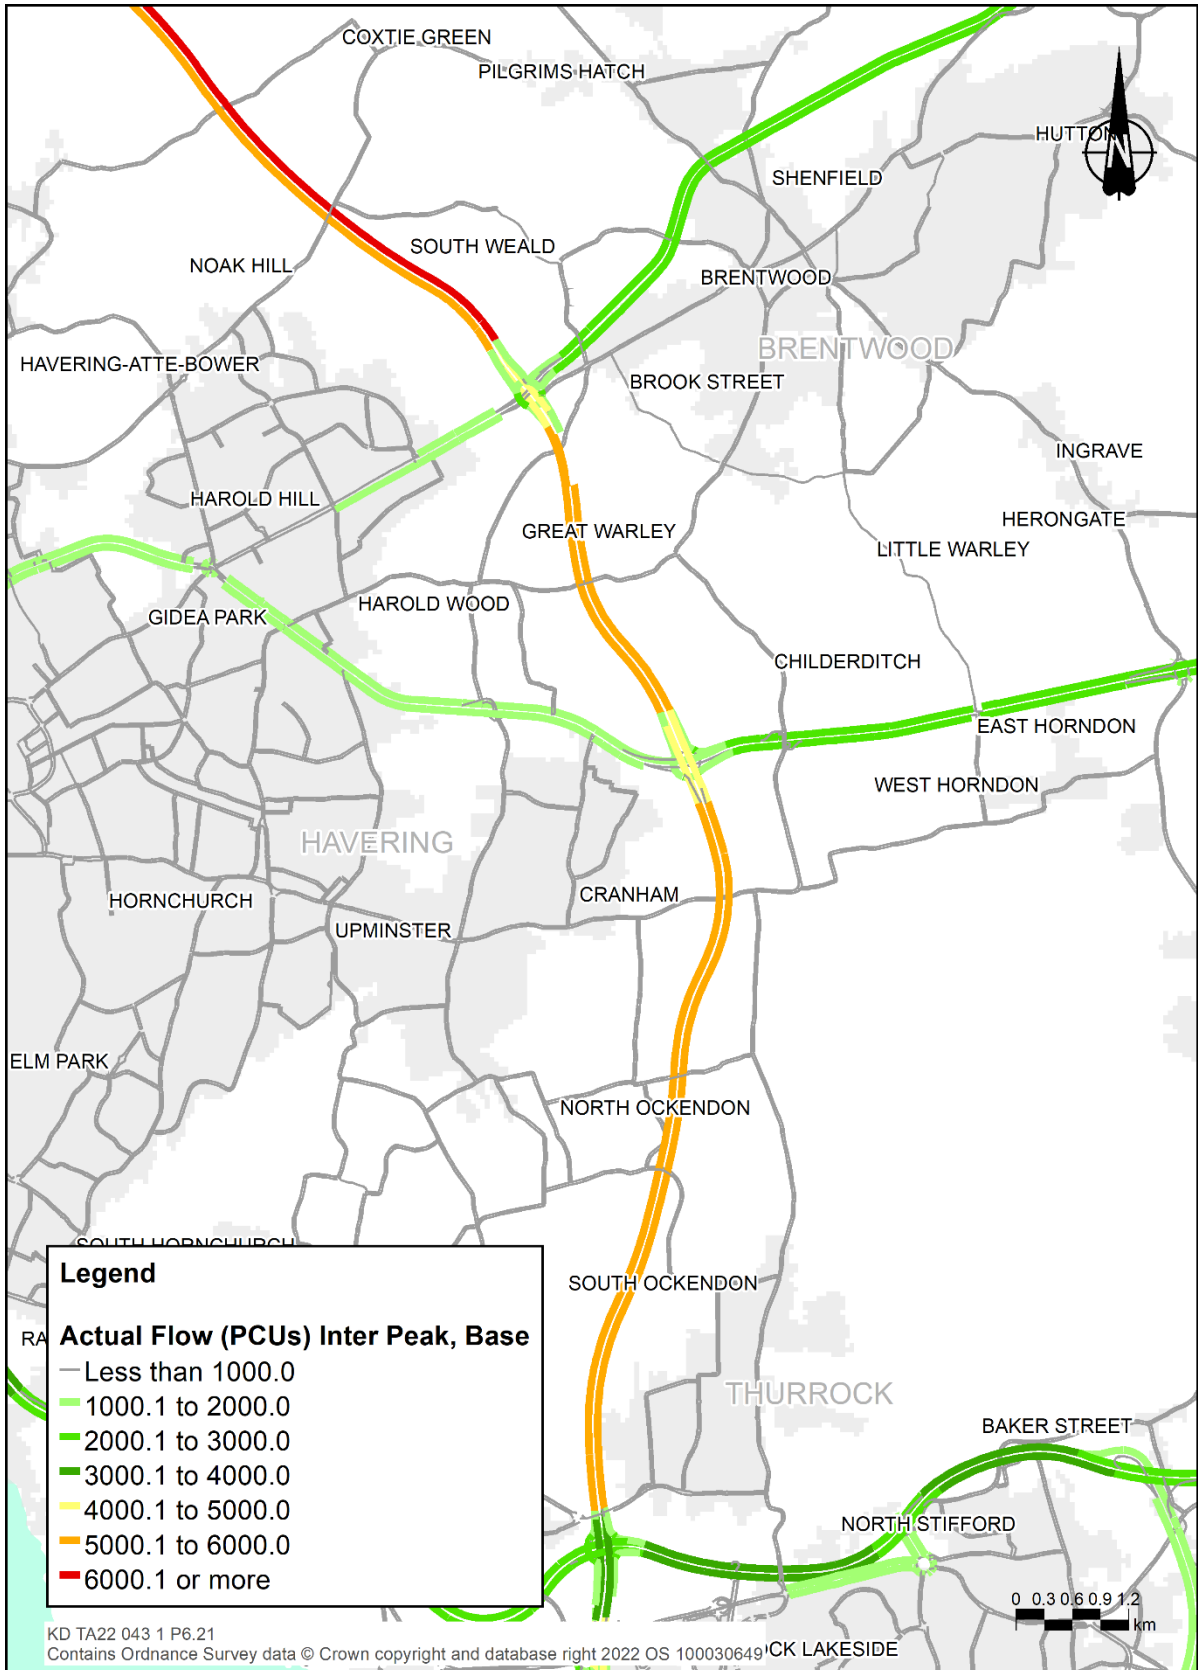 COXTIE GREEN
PILGRIMS HATCH
HUTTON
N
SHENFIELD
SOUTH WEALD
NOAK HILL
BRENTWOOD
BRENTWOOD
HAVERING-ATTE-BOWER
BROOK STREET
INGRAVE
HAROLD HILL
HERONGATE
GREAT WARLEY
LITTLE WARLEY
HAROLD WOOD
GIDEA PARK
CHILDERDITCH
EAST HORNDON
WEST HORNDON
HAVERING
CRANHAM
HORNCHURCH
UPMINSTER
ELM PARK
NORTH OCKENDON
SOUTH HORNCHURCH
SOUTH OCKENDON
RA
THURROCK
BAKER STREET
NORTH STIFFORD
Legend
Actual Flow (PCUs) Inter Peak, Base
Less than 1000.0
1000.1 to 2000.0
2000.1 to 3000.0
3000.1 to 4000.0
4000.1 to 5000.0
5000.1 to 6000.0
6000.1 or more
0 0.3 0.6 0.9 1.2
km
KD TA22 043 1 P6.21
Contains Ordnance Survey data © Crown copyright and database right 2022 OS 100030649
OCK LAKESIDE